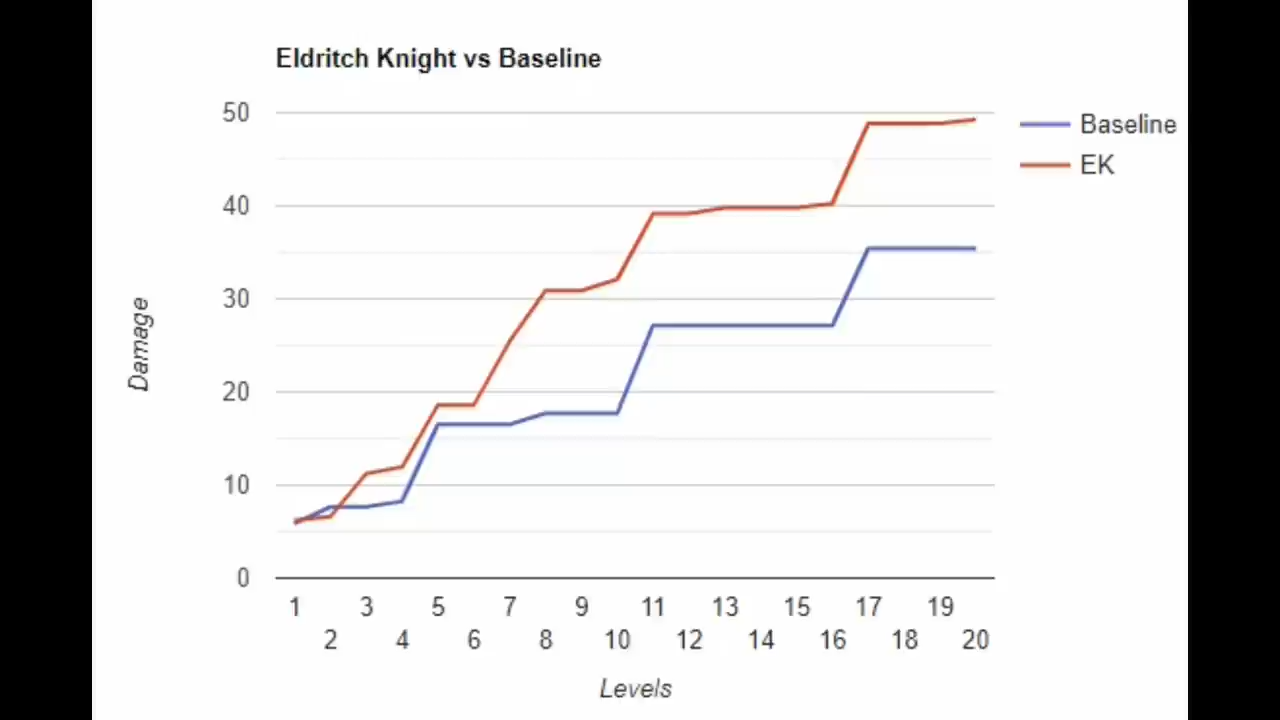 Eldritch Knight vs Baseline
50
40
30
20
10
0
Damage
1 3 5 7 9 11 13 15 17 19
2 4 6 8 10 12 14 16 18 20
Levels
Baseline
EK